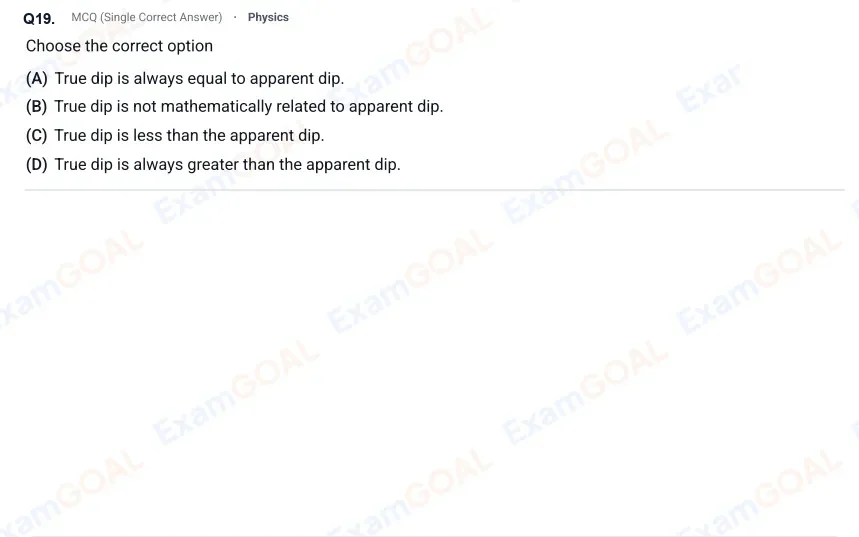 Q19. MCQ (Single Correct Answer) · Physics
Choose the correct option
(A) True dip is always equal to apparent dip.
(B) True dip is not mathematically related to apparent dip.
(C) True dip is less than the apparent dip.
(D) True dip is always greater than the apparent dip.
ExamGOAL